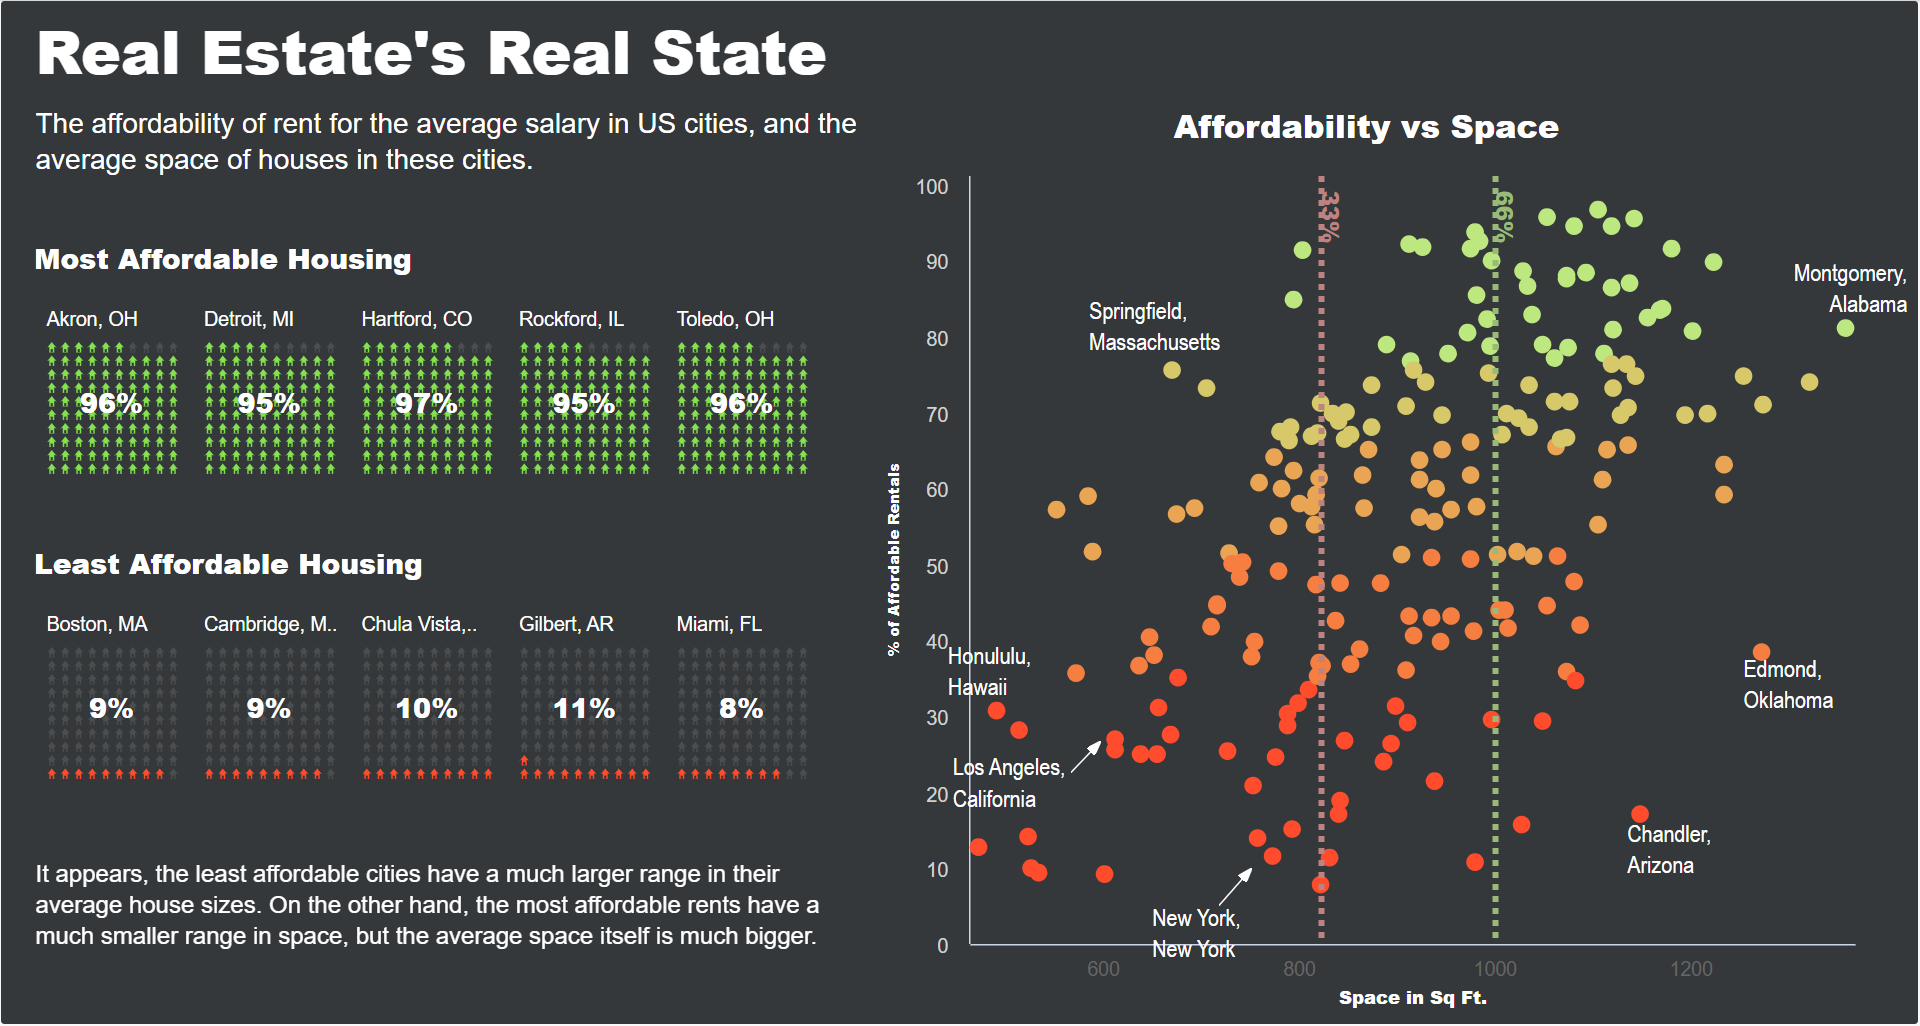 Real Estate's Real State
The affordability of rent for the average salary in US cities, and the
average space of houses in these cities.
Most Affordable Housing
Akron, OH
Detroit, MI
Hartford, CO
Rockford, IL
Toledo, OH
96%
95%
97%
95%
96%
Least Affordable Housing
Boston, MA
Cambridge, M..
Chula Vista,..
Gilbert, AR
Miami, FL
9%
9%
10%
11%
8%
It appears, the least affordable cities have a much larger range in their
average house sizes. On the other hand, the most affordable rents have a
much smaller range in space, but the average space itself is much bigger.
Affordability vs Space
% of Affordable Rentals
100
90
80
70
60
50
40
30
20
10
0
33%
66%
Springfield,
Massachusetts
Montgomery,
Alabama
Honululu,
Hawaii
Los Angeles,
California
Edmond,
Oklahoma
Chandler,
Arizona
New York,
New York
600
800
1000
1200
Space in Sq Ft.